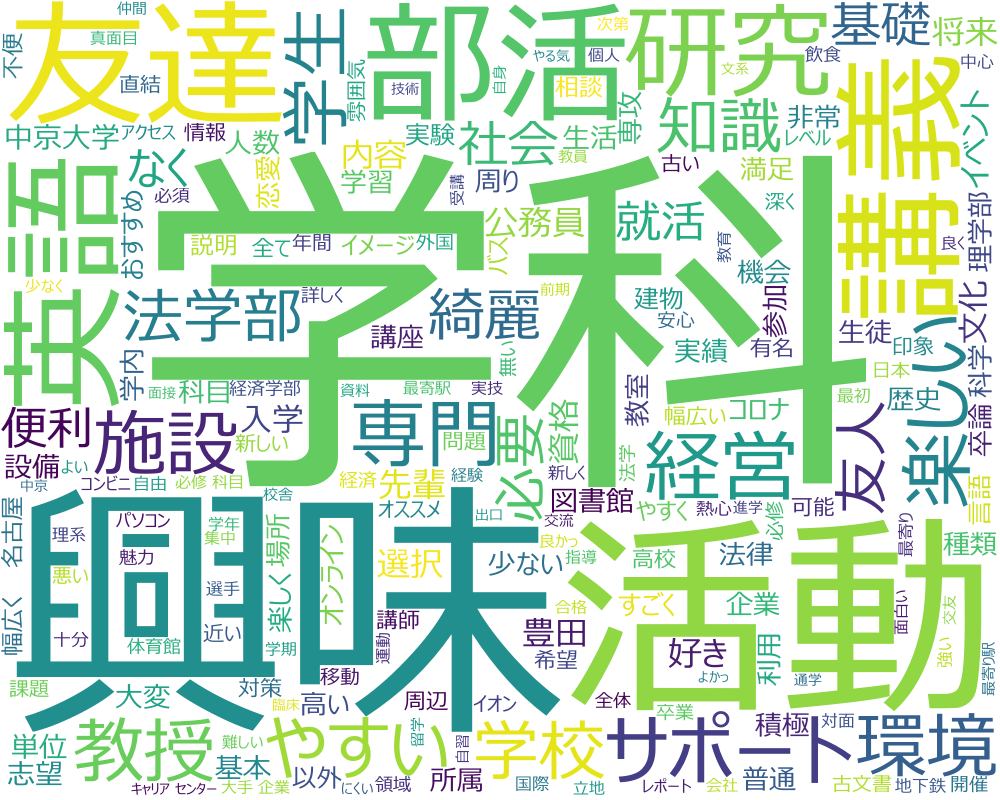 仲間
真面目
不便
直結
友達
学生
雰囲気
部活
技術
自身
次第
やる気
個人
相談
研究
文系
飲食
基礎
将来
中心
中京大学
アクセス
情報
人数
実験
社会
生活
専攻
知識
非常
レベル
講義
イベント
英語
なく
必須
おすすめ
恋愛
内容
学習
受講
周り
教員
古い
満足
深く
良く
理学部
少なく
説明
全て
年間
イメージ
外国
公務員
バス
就活
教育
機会
参加
文化
学科
法学部
詳しく
綺麗
前期
建物
安心
生徒
学内
講座
無い
実績
有名
印象
日本
科学
面接
科目
経済学部
資料
最寄駅
実技
教室
幅広い
コロナ
最初
歴史
楽しい
卒論
便利
施設
入学
新しい
専門
問題
必要
資格
法学
経営
友人
言語
設備
よい
中京
コンビニ
自由
必修 科目
校舎
経済
先輩
経験
新しく
図書館
やすく
熱心
進学
必修
可能
最寄り
種類
名古屋
理系
パソコン
学年
集中
場所
オンライン
オススメ
出口
交流
良かっ
指導
高校
法律
興味
悪い
魅力
選手
楽しく
選択
少ない
合格
すごく
企業
面白い
交友
幅広く
十分
体育館
近い
学期
運動
講師
豊田
希望
好き
利用
活動
強い
最寄り駅
課題
大変
対策
移動
周辺
イオン
全体
よかっ
通学
臨床
高い
卒業
積極
対面
単位
志望
教授
難しい
基本
やすい
留学
自習
学校
サポート
環境
キャリア センター
大手 企業
以外
にくい
領域
所属
国際
立地
レポート
会社
普通
古文書
地下鉄
開催